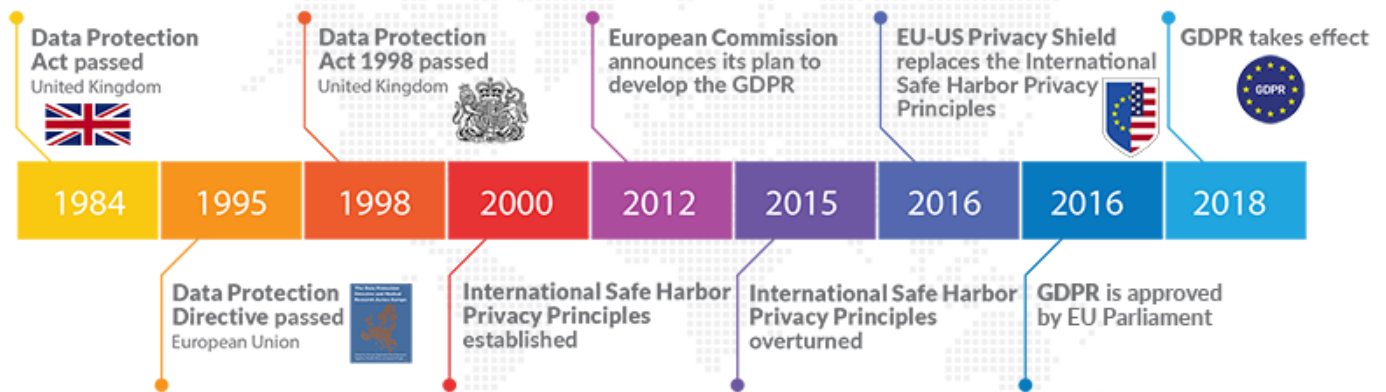 Data Protection
Act passed
United Kingdom
Data Protection
Act 1998 passed
United Kingdom
European Commission
announces its plan to
develop the GDPR
EU-US Privacy Shield
replaces the International
Safe Harbor Privacy
Principles
GDPR takes effect
GDPR
1984
1995
1998
2000
2012
2015
2016
2016
2018
Data Protection
Directive passed
European Union
International Safe Harbor
Privacy Principles
established
International Safe Harbor
Privacy Principles
overturned
GDPR is approved
by EU Parliament